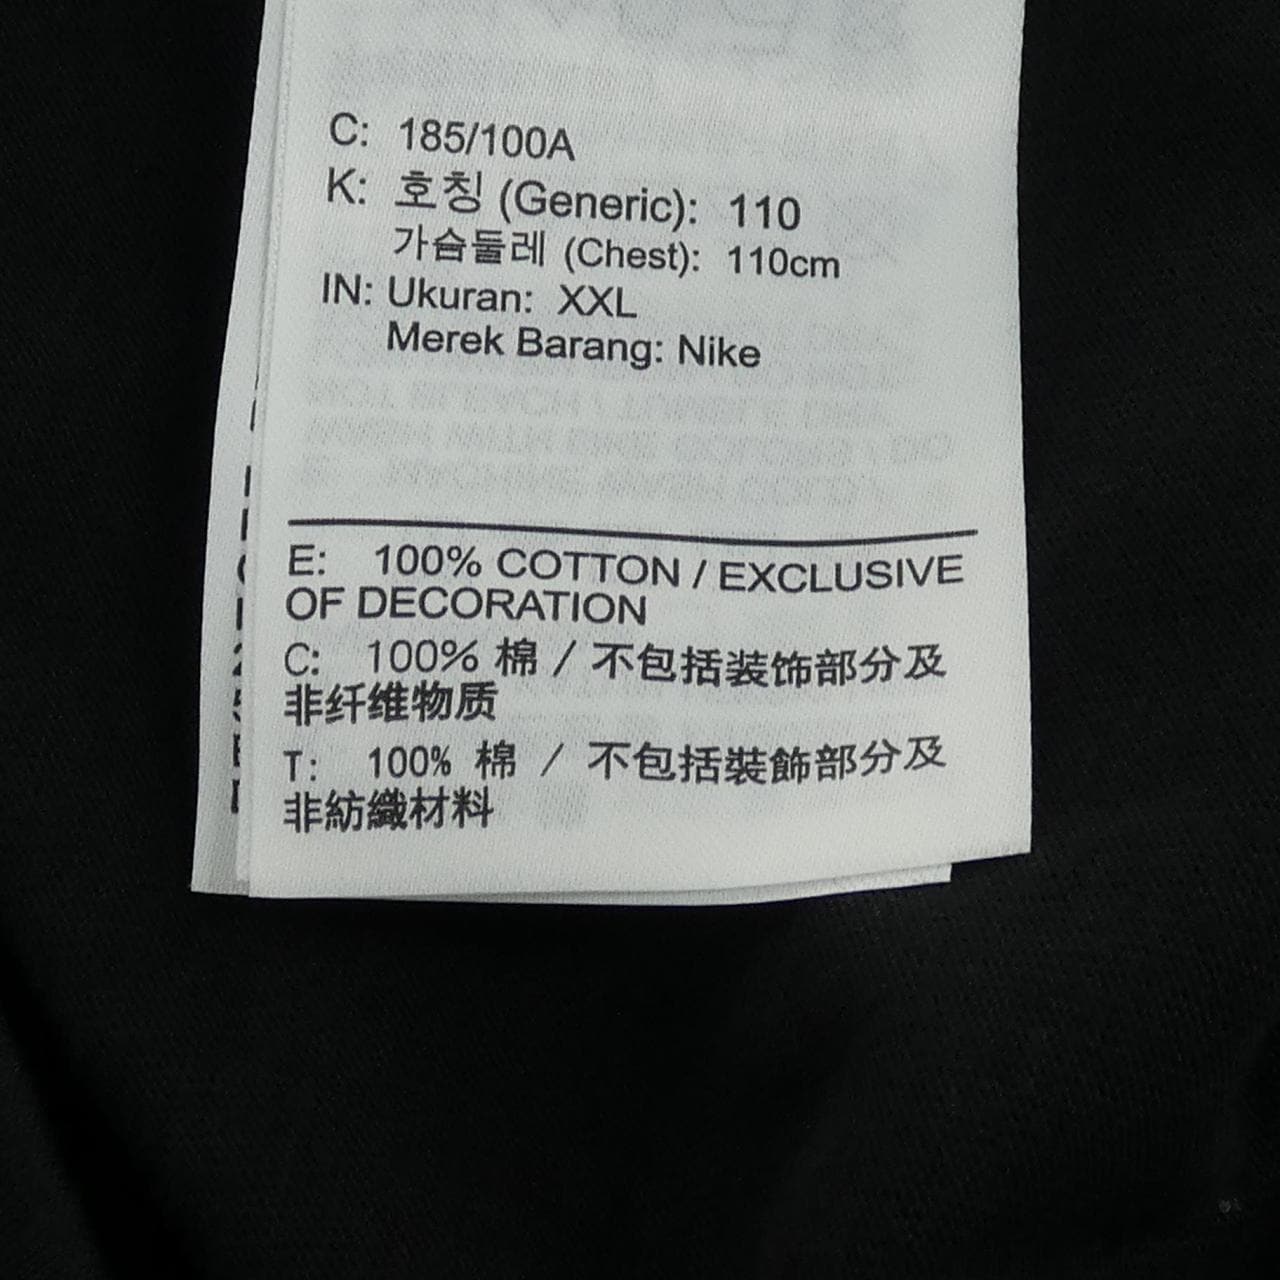 C: 185/100A
K: 호칭 (Generic): 110
가슴둘레 (Chest): 110cm
IN: Ukuran: XXL
Merek Barang: Nike
E: 100% COTTON / EXCLUSIVE
OF DECORATION
C: 100% 棉 / 不包括装饰部分及
非纤维物质
T: 100% 棉 / 不包括裝飾部分及
非紡織材料